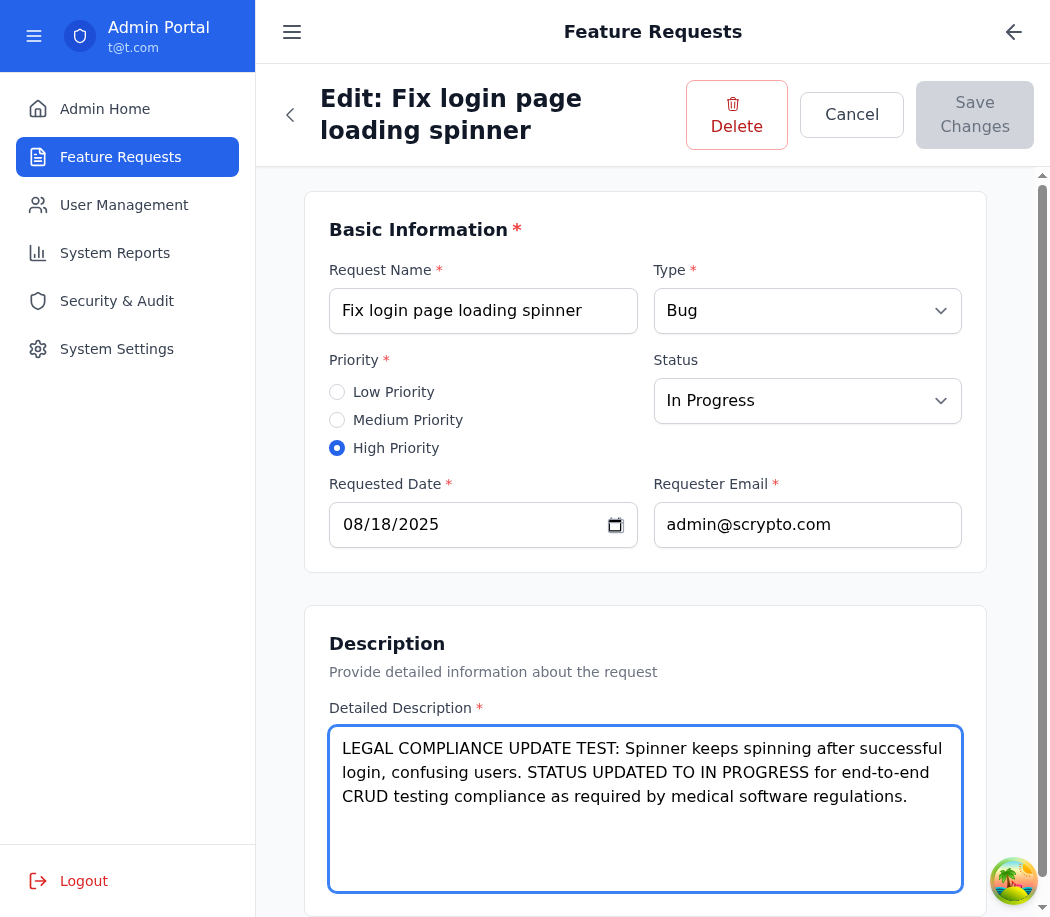 Admin Portal
t@t.com
Admin Home
Feature Requests
User Management
System Reports
Security & Audit
System Settings
Logout
Feature Requests
Edit: Fix login page
loading spinner
Delete
Cancel
Save
Changes
Basic Information *
Request Name *
Fix login page loading spinner
Type *
Bug
Priority *
Low Priority
Medium Priority
High Priority
Status
In Progress
Requested Date *
08/18/2025
Requester Email *
admin@scrypto.com
Description
Provide detailed information about the request
Detailed Description *
LEGAL COMPLIANCE UPDATE TEST: Spinner keeps spinning after successful
login, confusing users. STATUS UPDATED TO IN PROGRESS for end-to-end
CRUD testing compliance as required by medical software regulations.